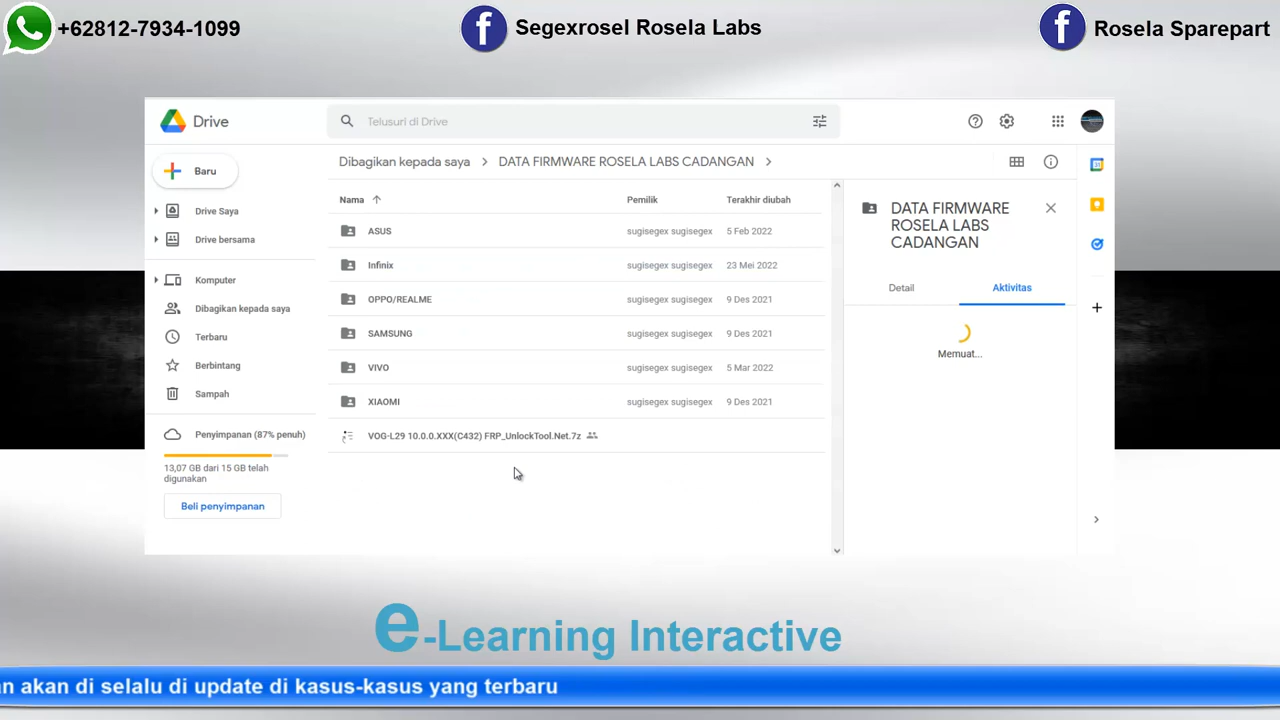 +62812-7934-1099
Segexrosel Rosela Labs
Rosela Sparepart
Drive
Telusuri di Drive
Baru
Drive Saya
Drive bersama
Komputer
Dibagikan kepada saya
Terbaru
Berbintang
Sampah
Penyimpanan (87% penuh)
13,07 GB dari 15 GB telah
digunakan
Beli penyimpanan
Dibagikan kepada saya > DATA FIRMWARE ROSELA LABS CADANGAN >
Nama Pemilik Terakhir diubah
ASUS sugisegex sugisegex 5 Feb 2022
Infinix sugisegex sugisegex 23 Mei 2022
OPPO/REALME sugisegex sugisegex 9 Des 2021
SAMSUNG sugisegex sugisegex 9 Des 2021
VIVO sugisegex sugisegex 5 Mar 2022
XIAOMI sugisegex sugisegex 9 Des 2021
VOG-L29 10.0.0.XXX(C432) FRP_UnlockTool.Net.7z
DATA FIRMWARE
ROSELA LABS
CADANGAN
Detail Aktivitas
Memuat...
e-Learning Interactive
an akan di selalu di update di kasus-kasus yang terbaru